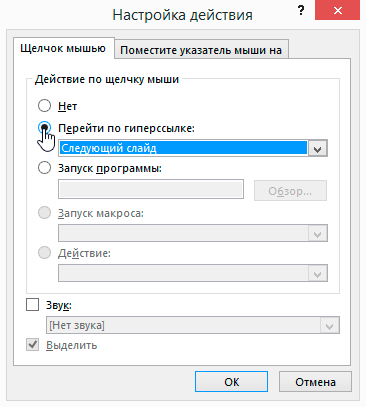 Настройка действия
? ×
Щелчок мышью
Поместите указатель мыши на
Действие по щелчку мыши
Нет
Перейти по гиперссылке:
Следующий слайд
Запуск программы:
Обзор...
Запуск макроса:
Действие:
Звук:
[Нет звука]
Выделить
ОК
Отмена